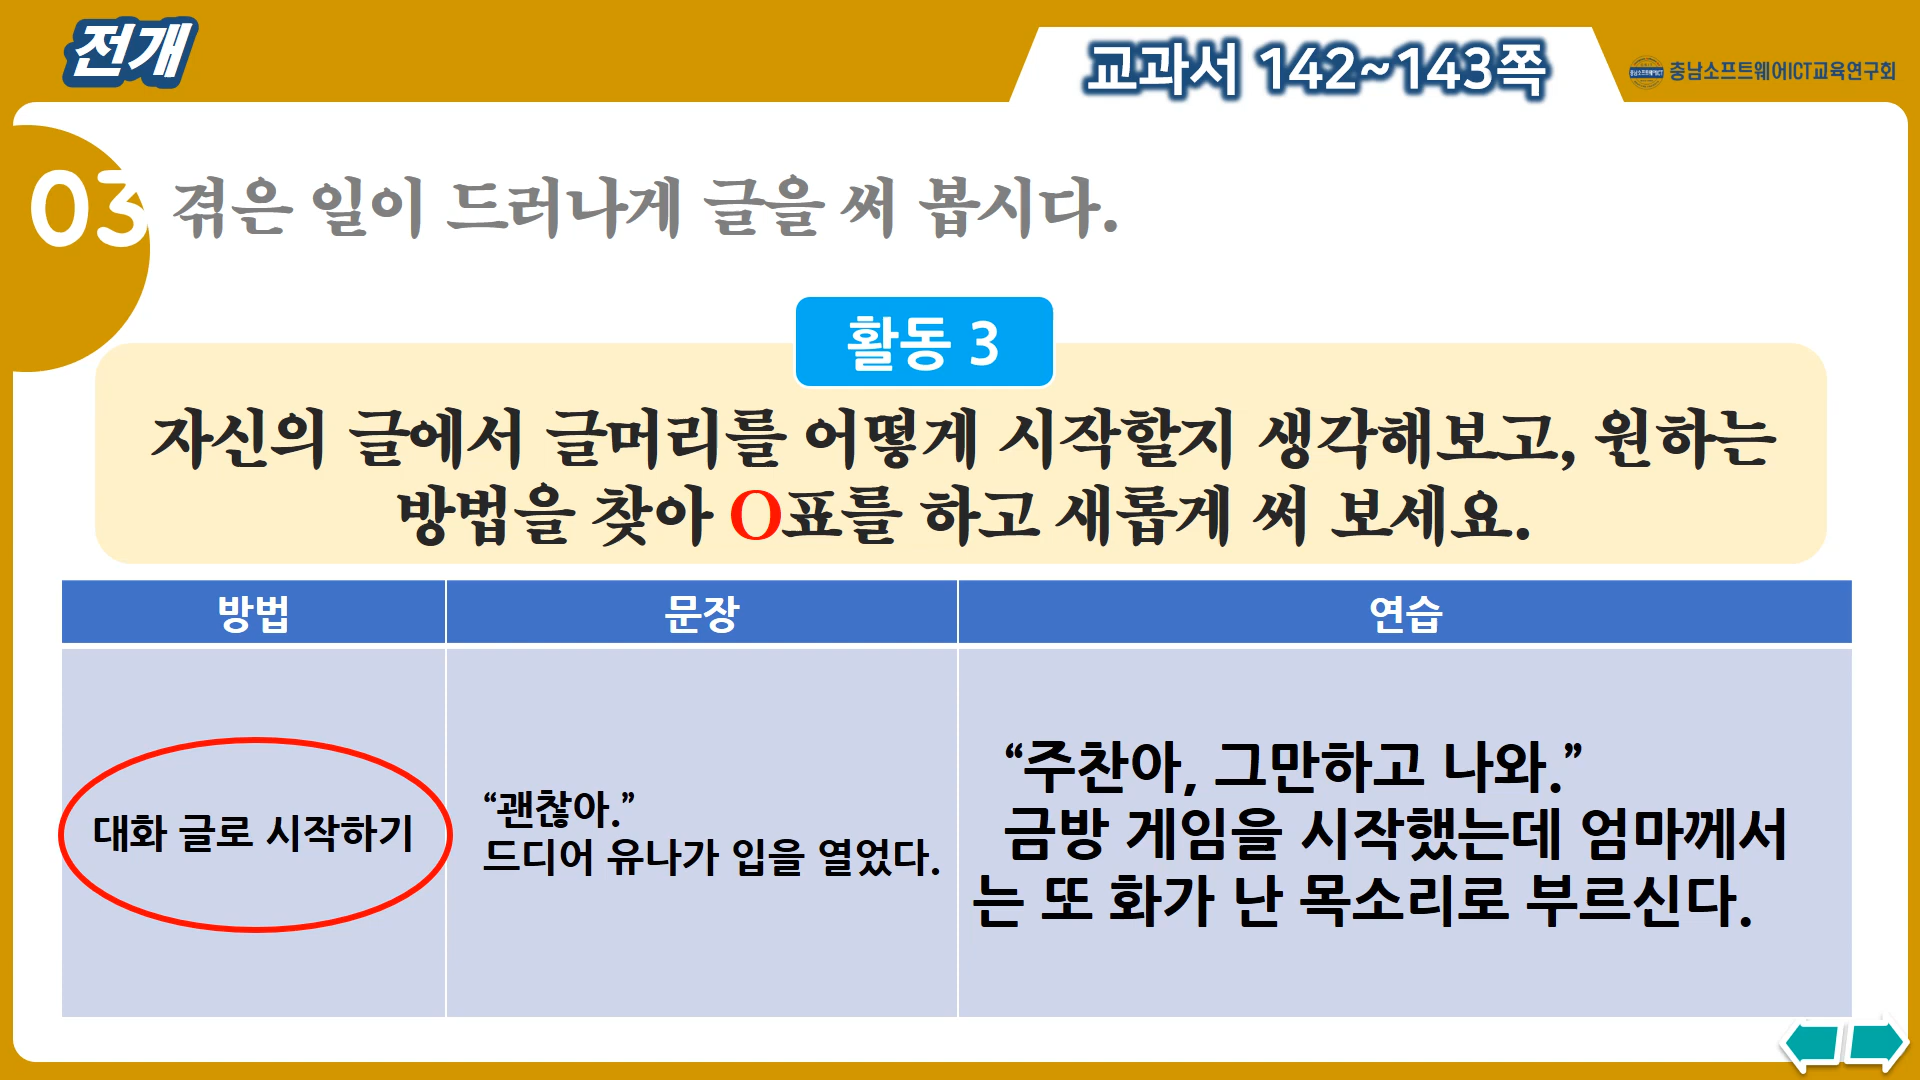 전개
교과서 142~143쪽
충남소프트웨어ICT교육연구회
03 겪은 일이 드러나게 글을 써 봅시다.
활동 3
자신의 글에서 글머리를 어떻게 시작할지 생각해보고, 원하는
방법을 찾아 O표를 하고 새롭게 써 보세요.
방법 문장 연습
대화 글로 시작하기
“괜찮아.”
드디어 유나가 입을 열었다.
“주찬아, 그만하고 나와.”
금방 게임을 시작했는데 엄마께서
는 또 화가 난 목소리로 부르신다.